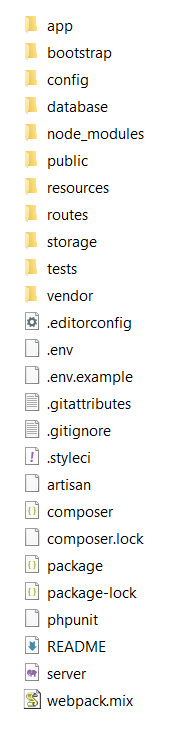 app
bootstrap
config
database
node_modules
public
resources
routes
storage
tests
vendor
.editorconfig
.env
.env.example
.gitattributes
.gitignore
.styleci
artisan
composer
composer.lock
package
package-lock
phpunit
README
server
webpack.mix